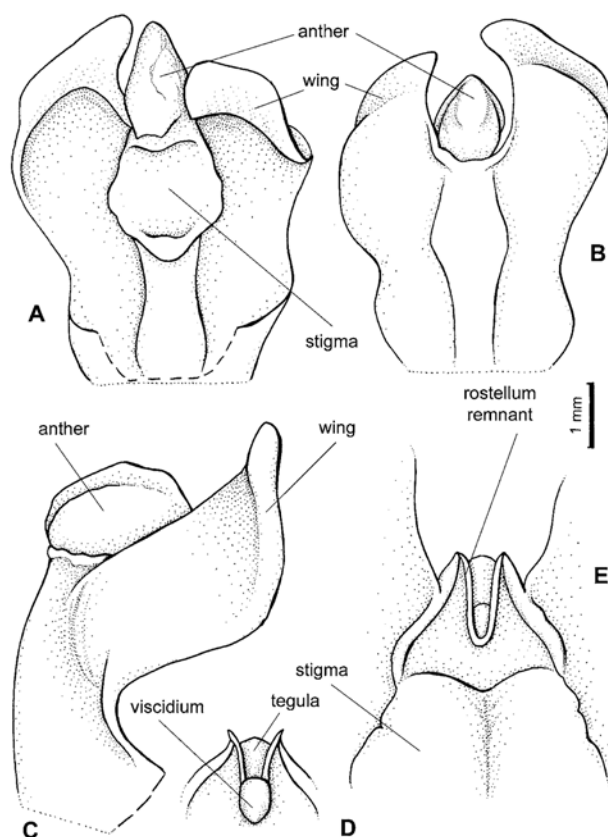 anther
wing
A
B
stigma
rostellum
remnant
1 mm
anther
wing
E
stigma
viscidium
tegula
C
D